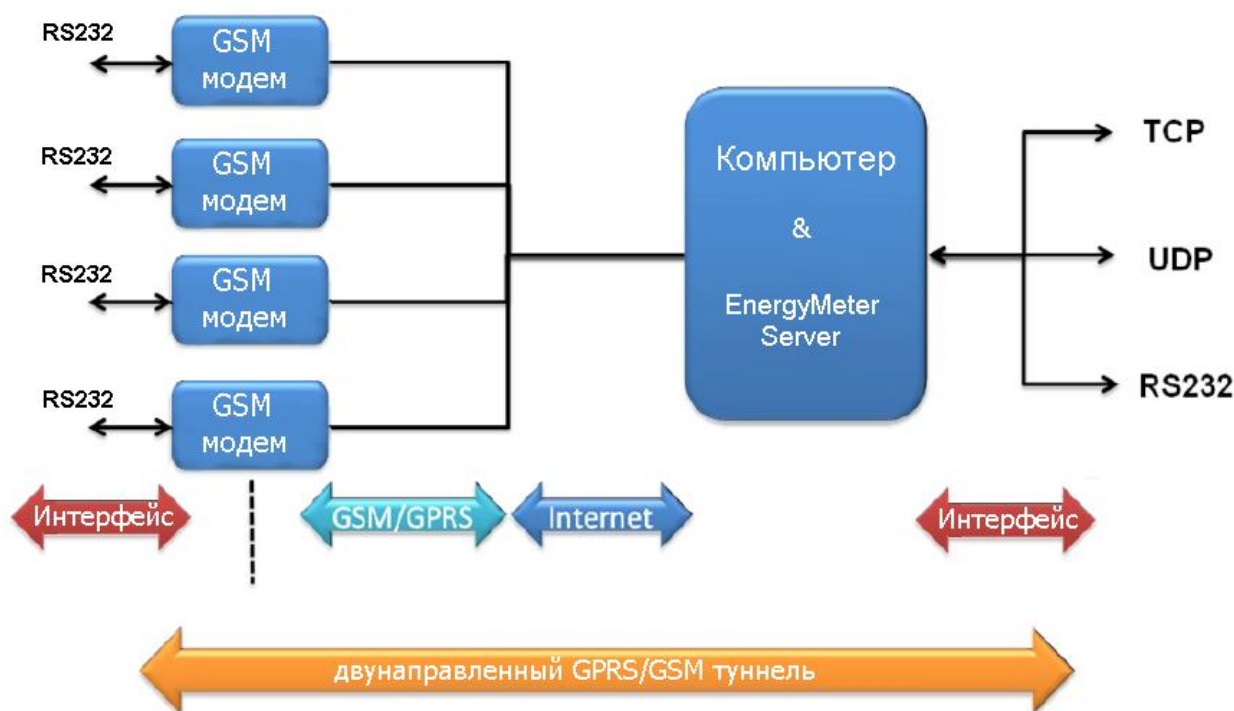 RS232
GSM
модем
RS232
GSM
модем
RS232
GSM
модем
RS232
GSM
модем
Компьютер
&
EnergyMeter
Server
TCP
UDP
RS232
Интерфейс
GSM/GPRS
Internet
Интерфейс
двунаправленный GPRS/GSM туннель